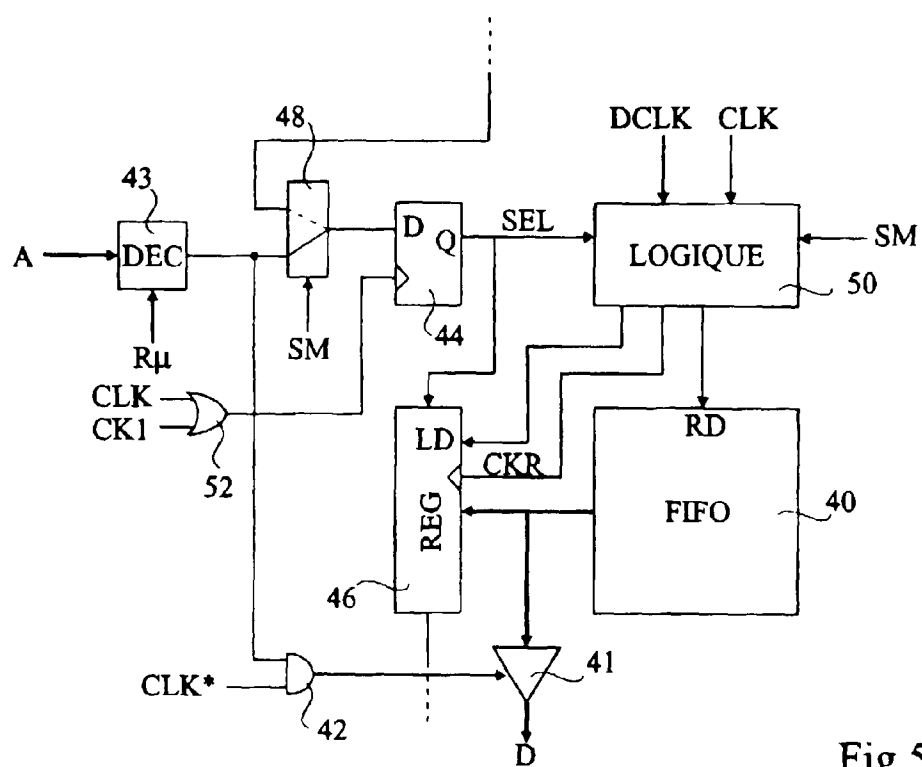 48
DCLK CLK
43
A DEC
D Q
SEL
LOGIQUE
SM
50
Rµ
SM
44
CLK
CK1
52
LD
CKR
RD
REG
FIFO
40
46
CLK*
42
41
D
Fig 5